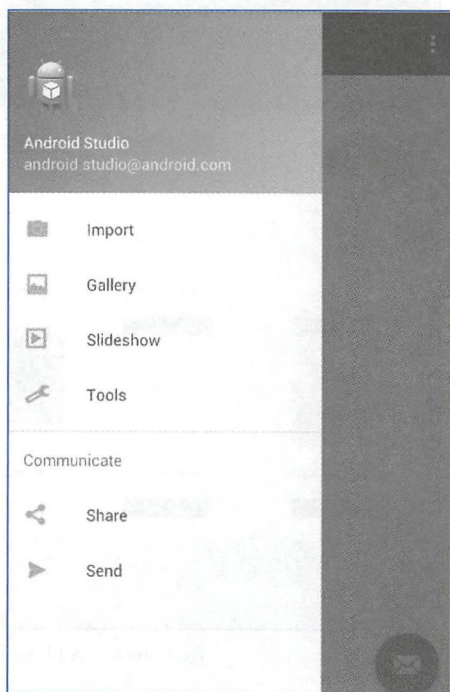 Android Studio
android studio@android.com
Import
Gallery
Slideshow
Tools
Communicate
Share
Send